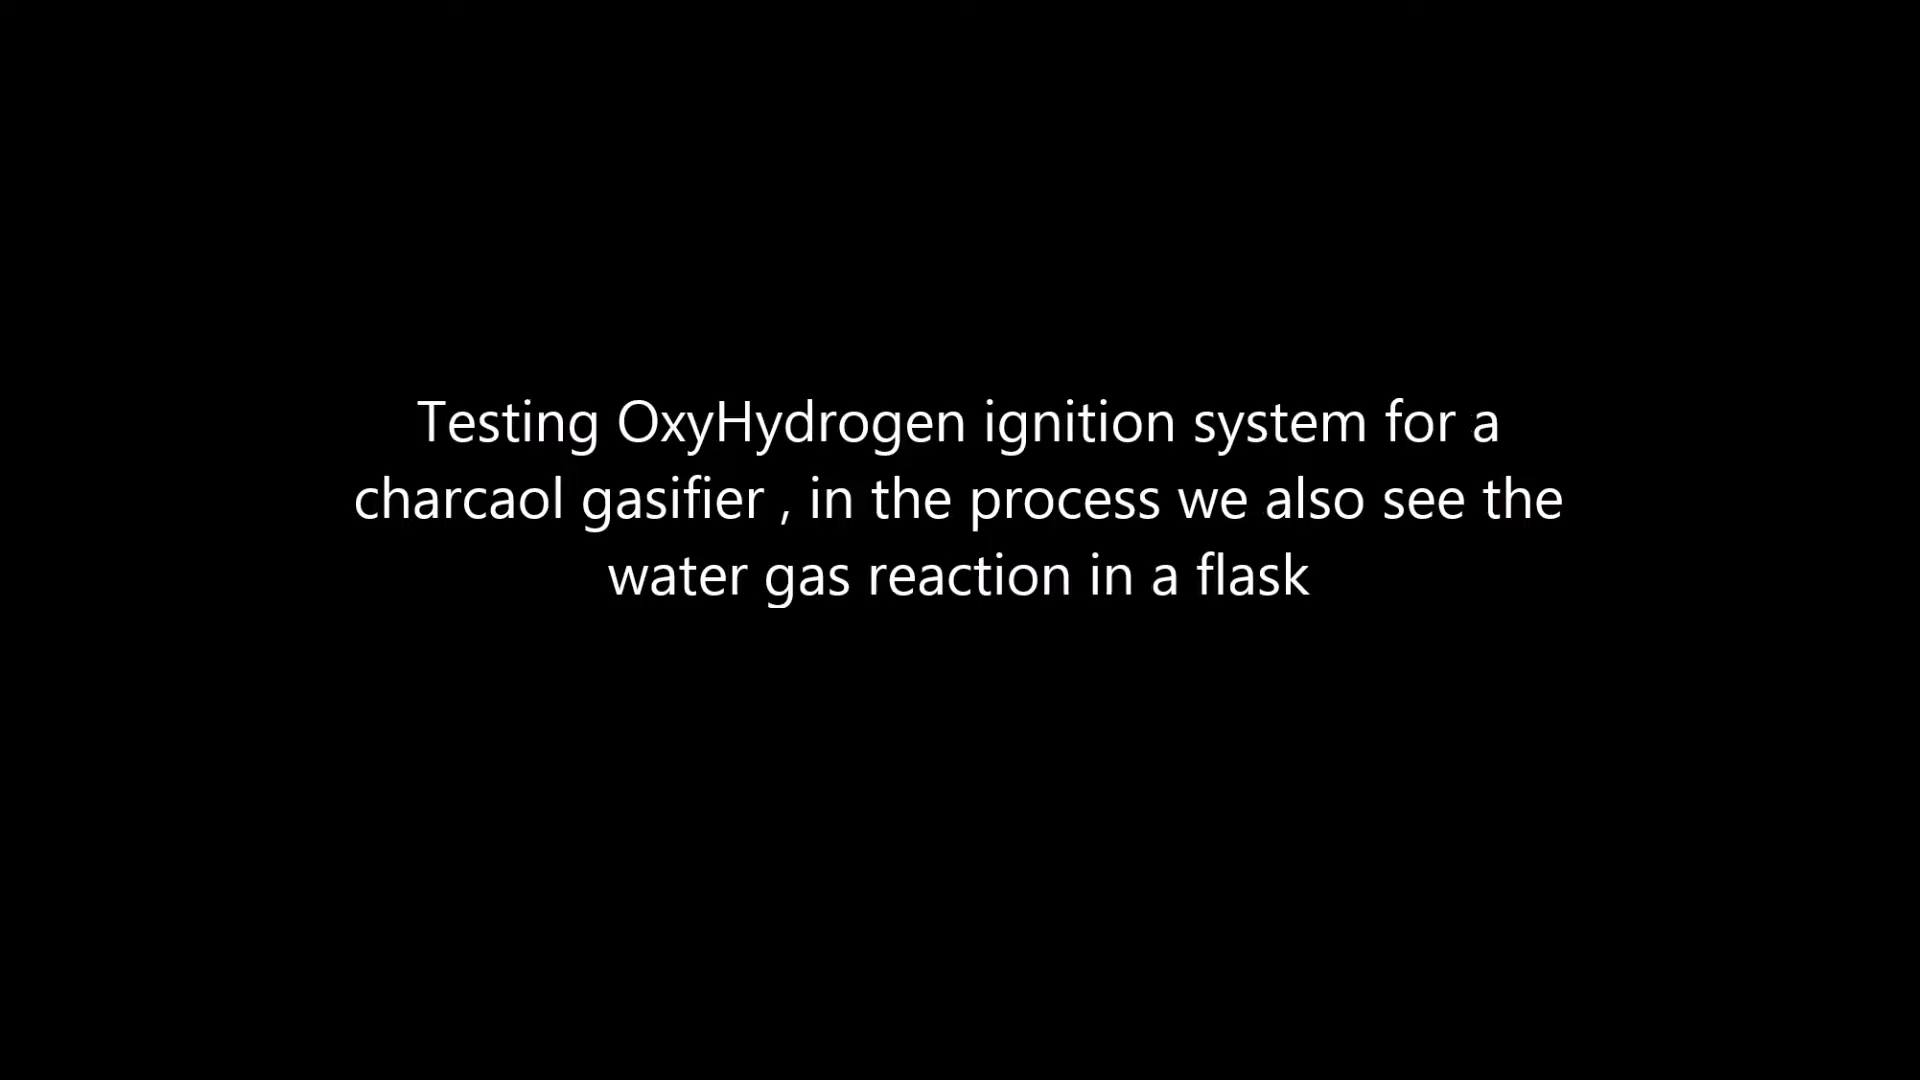 Testing OxyHydrogen ignition system for a
charcaol gasifier , in the process we also see the
water gas reaction in a flask